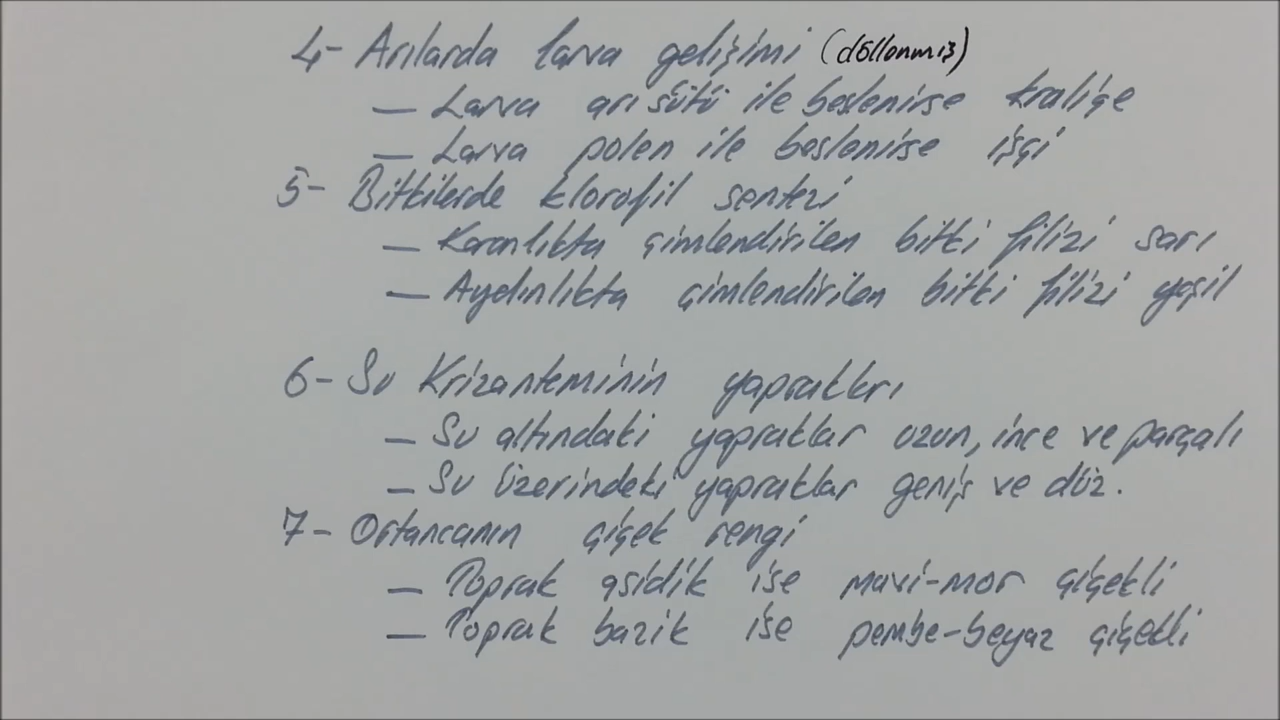 4- Arılarda larva gelişimi (döllenmiş)
— Larva arı sütü ile beslenirse kraliçe
— Larva polen ile beslenirse işçi
5- Bitkilerde klorofil sentezi
— Karanlıkta çimlendirilen bitki filizi sarı
— Aydınlıkta çimlendirilen bitki filizi yeşil
6- Su Krizanteminin yaprakları
— Su altındaki yapraklar uzun, ince ve parçalı
— Su üzerindeki yapraklar geniş ve düz.
7- Ortancanın çiçek rengi
— Toprak asidik ise mavi-mor çiçekli
— Toprak bazik ise pembe-beyaz çiçekli